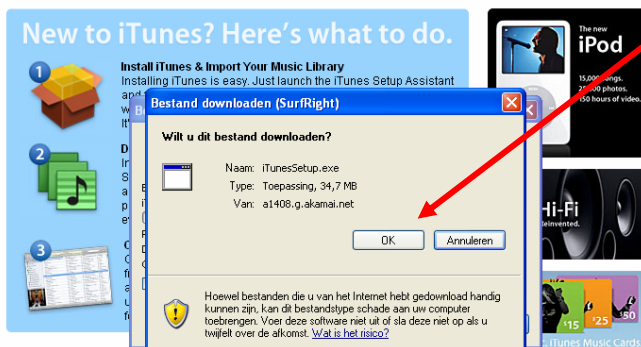 New to iTunes? Here's what to do.
1
Install iTunes & Import Your Music Library
Installing iTunes is easy. Just launch the iTunes Setup Assistant
2
3
Bestand downloaden (SurfRight)
Wilt u dit bestand downloaden?
Naam: iTunesSetup.exe
Type: Toepassing, 34,7 MB
Van: a1408.g.akamai.net
OK
Annuleren
Hoewel bestanden die u van het Internet hebt gedownload handig
kunnen zijn, kan dit bestandstype schade aan uw computer
toebrengen. Voer deze software niet uit of sla deze niet op als u
twijfelt over de afkomst. Wat is het risico?
The new
iPod
15,000 songs.
25,000 photos.
150 hours of video.
Hi-Fi
Reinvented.
$15
$25
$50
iTunes Music Cards